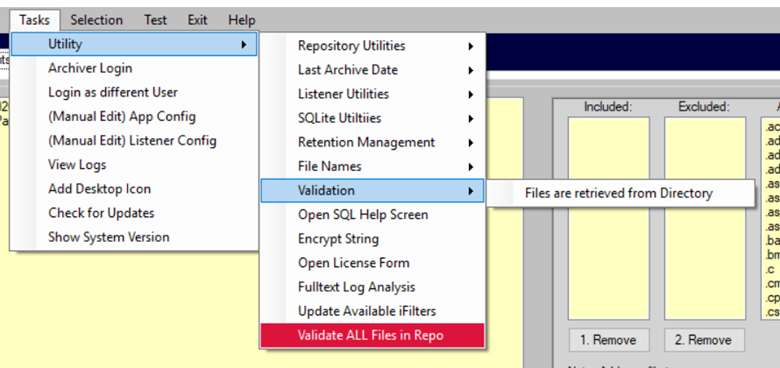 Tasks Selection Test Exit Help
Utility
Archiver Login
Login as different User
(Manual Edit) App Config
(Manual Edit) Listener Config
View Logs
Add Desktop Icon
Check for Updates
Show System Version
Repository Utilities
Last Archive Date
Listener Utilities
SQLite Utiltiies
Retention Management
File Names
Validation
Open SQL Help Screen
Encrypt String
Open License Form
Fulltext Log Analysis
Update Available iFilters
Validate ALL Files in Repo
Files are retrieved from Directory
Included: Excluded:
1. Remove 2. Remove
.ac
.ad
.ad
.ad
.as
.as
.as
.as
.ba
.bm
.c
.cm
.cp
.cs